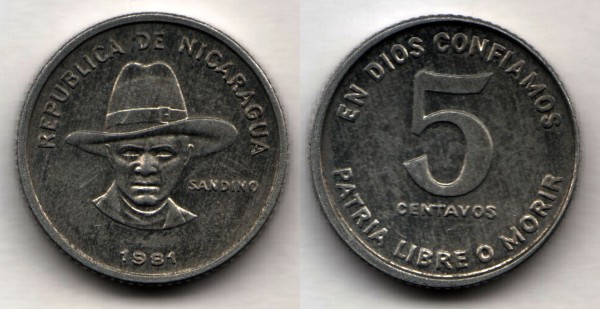 REPUBLICA DE NICARAGUA
SANDINO
1981
EN DIOS CONFIAMOS
5
CENTAVOS
PATRIA LIBRE O MORIR